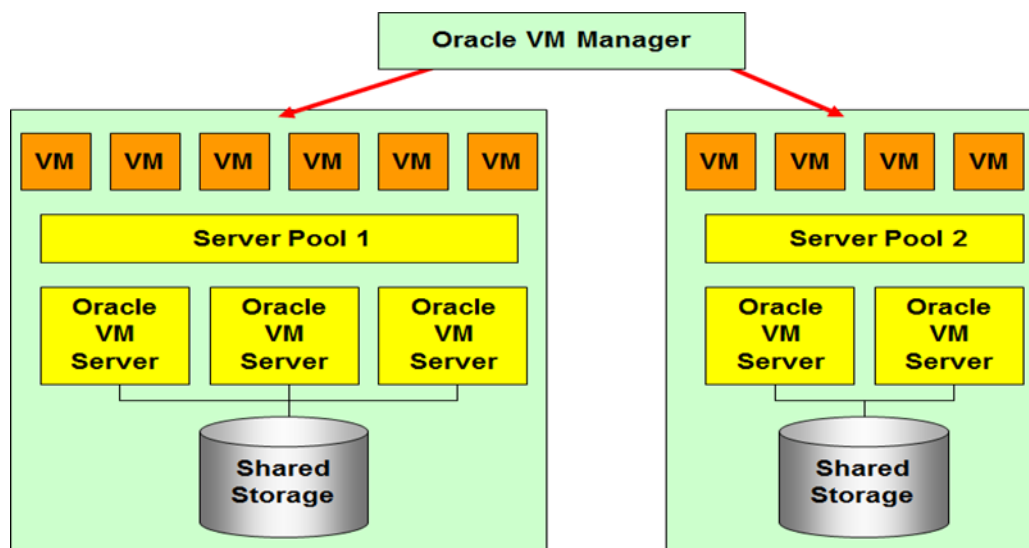 Oracle VM Manager
VM VM VM VM VM VM
Server Pool 1
Oracle Oracle Oracle
VM VM VM
Server Server Server
Shared
Storage
VM VM VM VM
Server Pool 2
Oracle Oracle
VM VM
Server Server
Shared
Storage